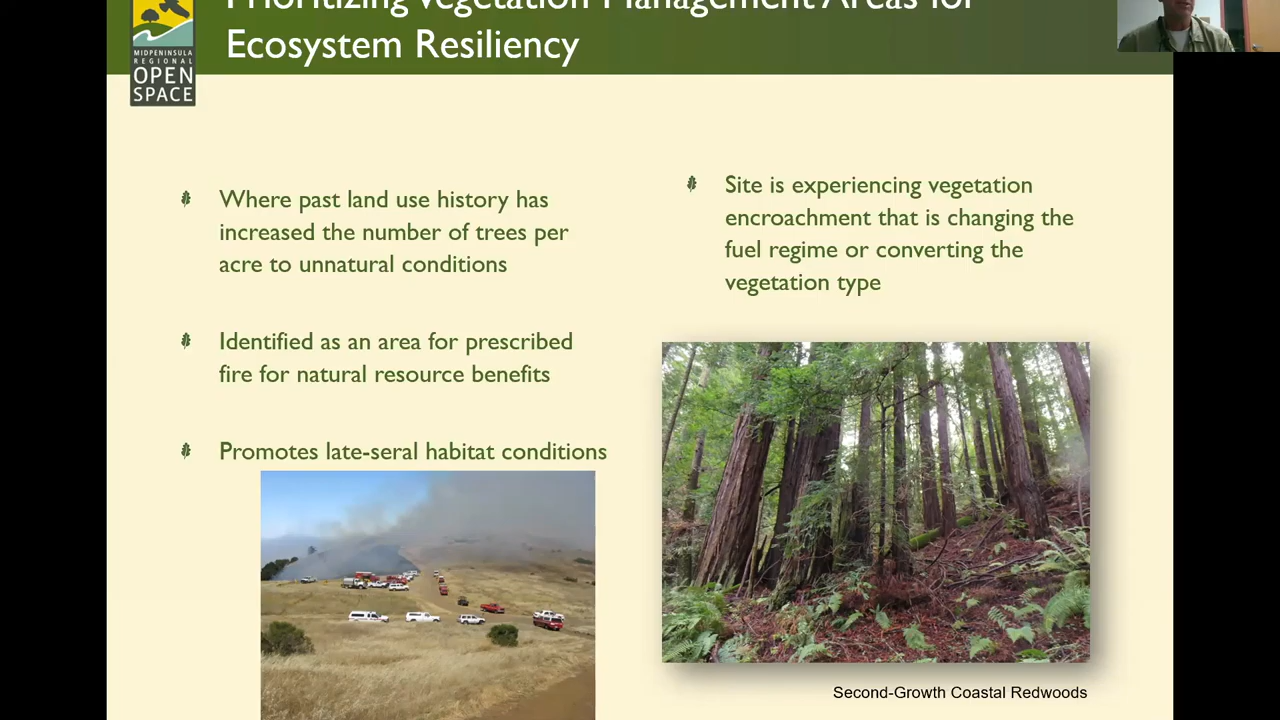 Prioritizing Vegetation Management Areas for
Ecosystem Resiliency
MIDPENINSULA
REGIONAL
OPEN
SPACE
Where past land use history has
increased the number of trees per
acre to unnatural conditions
Identified as an area for prescribed
fire for natural resource benefits
Promotes late-seral habitat conditions
Site is experiencing vegetation
encroachment that is changing the
fuel regime or converting the
vegetation type
Second-Growth Coastal Redwoods